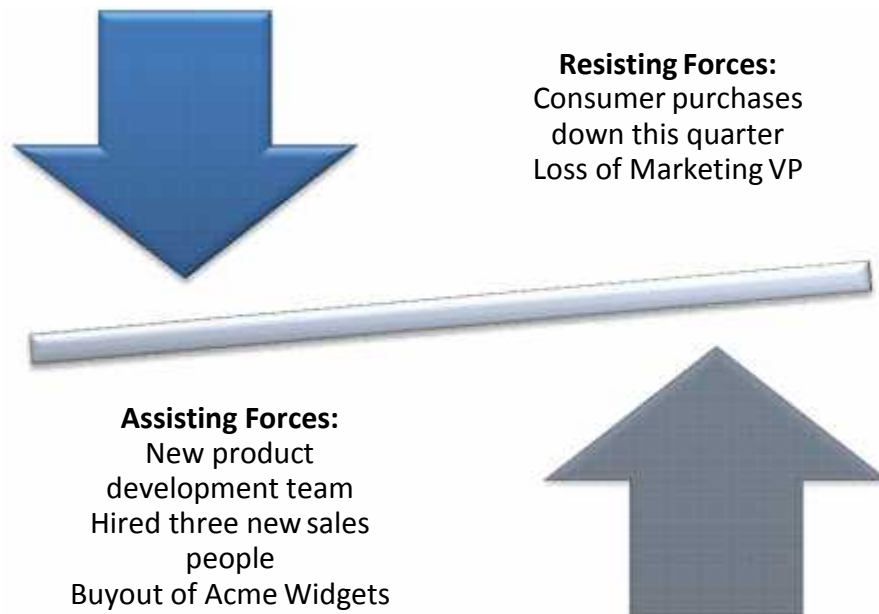 Resisting Forces:
Consumer purchases
down this quarter
Loss of Marketing VP
Assisting Forces:
New product
development team
Hired three new sales
people
Buyout of Acme Widgets